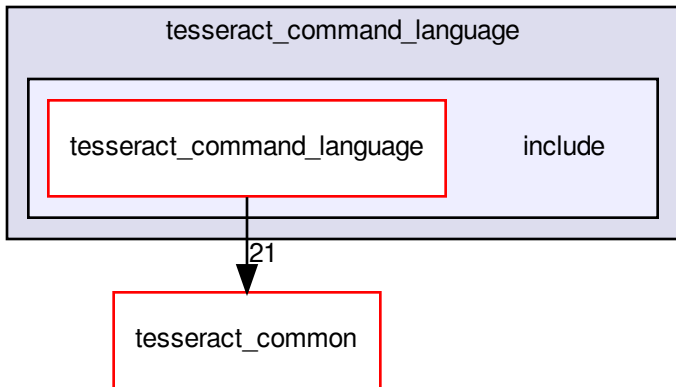 tesseract_command_language
tesseract_command_language
include
21
tesseract_common